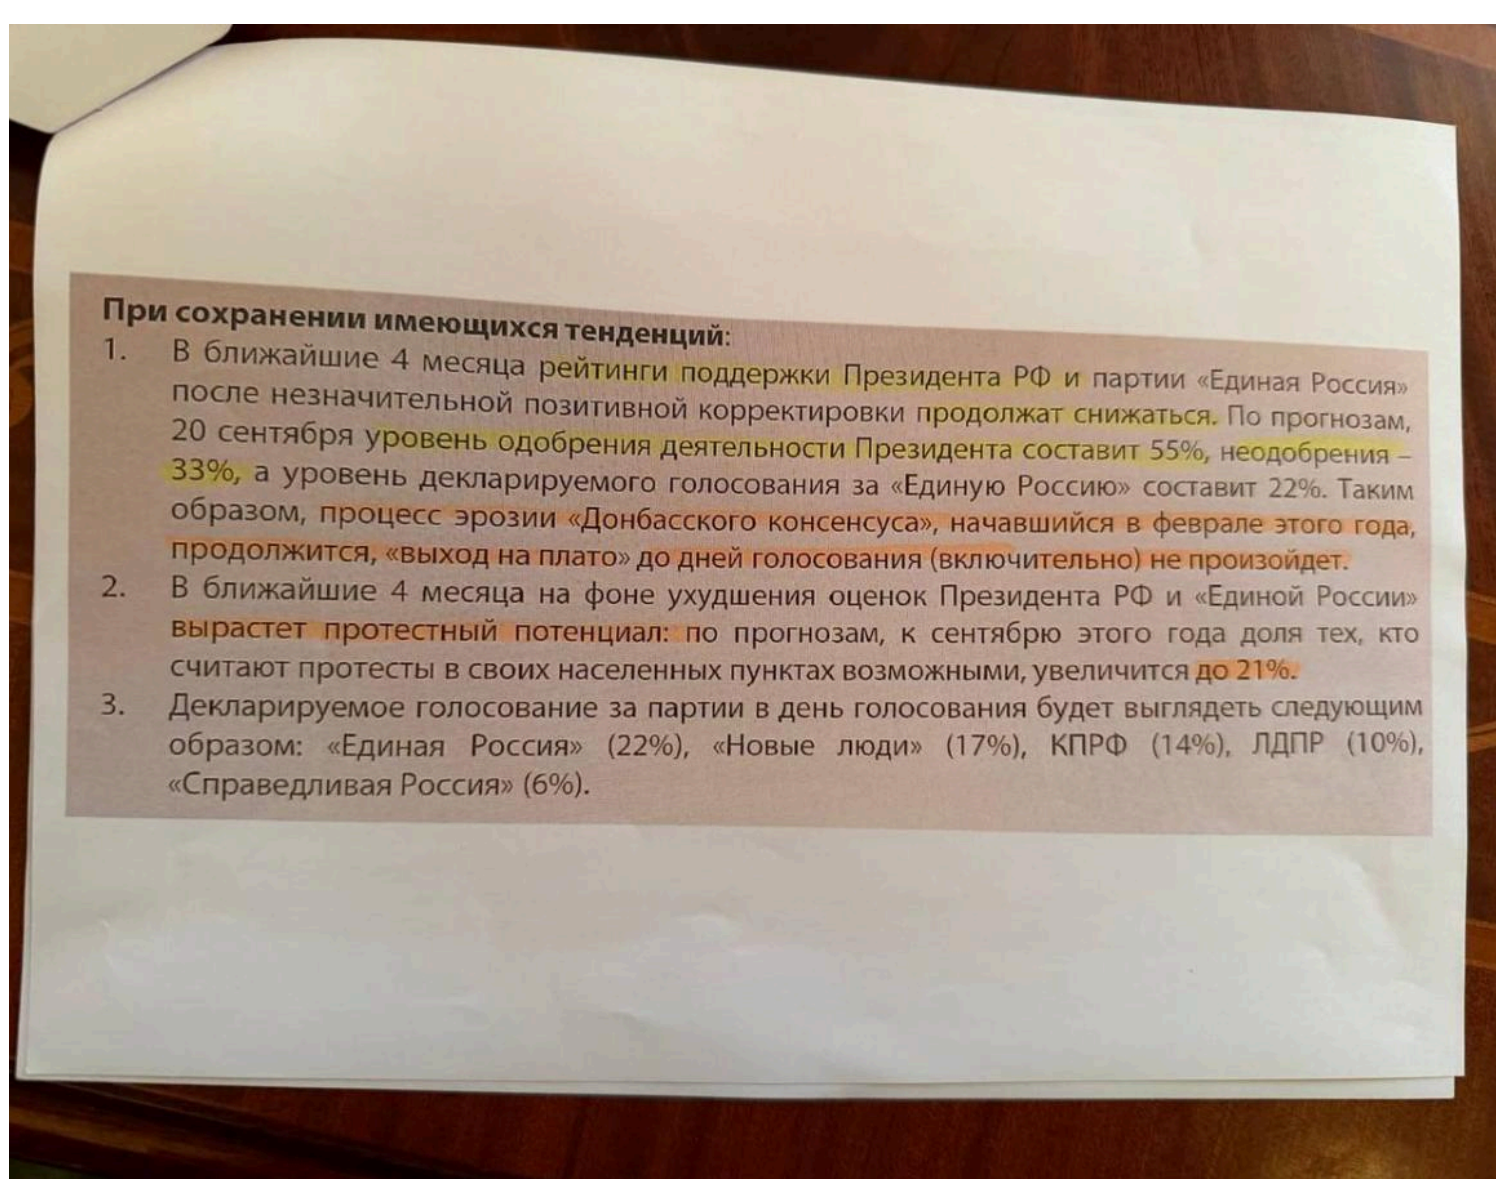 При сохранении имеющихся тенденций:
1. В ближайшие 4 месяца рейтинги поддержки Президента РФ и партии «Единая Россия»
после незначительной позитивной корректировки продолжат снижаться. По прогнозам,
20 сентября уровень одобрения деятельности Президента составит 55%, неодобрения –
33%, а уровень декларируемого голосования за «Единую Россию» составит 22%. Таким
образом, процесс эрозии «Донбасского консенсуса», начавшийся в феврале этого года,
продолжится, «выход на плато» до дней голосования (включительно) не произойдет.
2. В ближайшие 4 месяца на фоне ухудшения оценок Президента РФ и «Единой России»
вырастет протестный потенциал: по прогнозам, к сентябрю этого года доля тех, кто
считают протесты в своих населенных пунктах возможными, увеличится до 21%.
3. Декларируемое голосование за партии в день голосования будет выглядеть следующим
образом: «Единая Россия» (22%), «Новые люди» (17%), КПРФ (14%), ЛДПР (10%),
«Справедливая Россия» (6%).